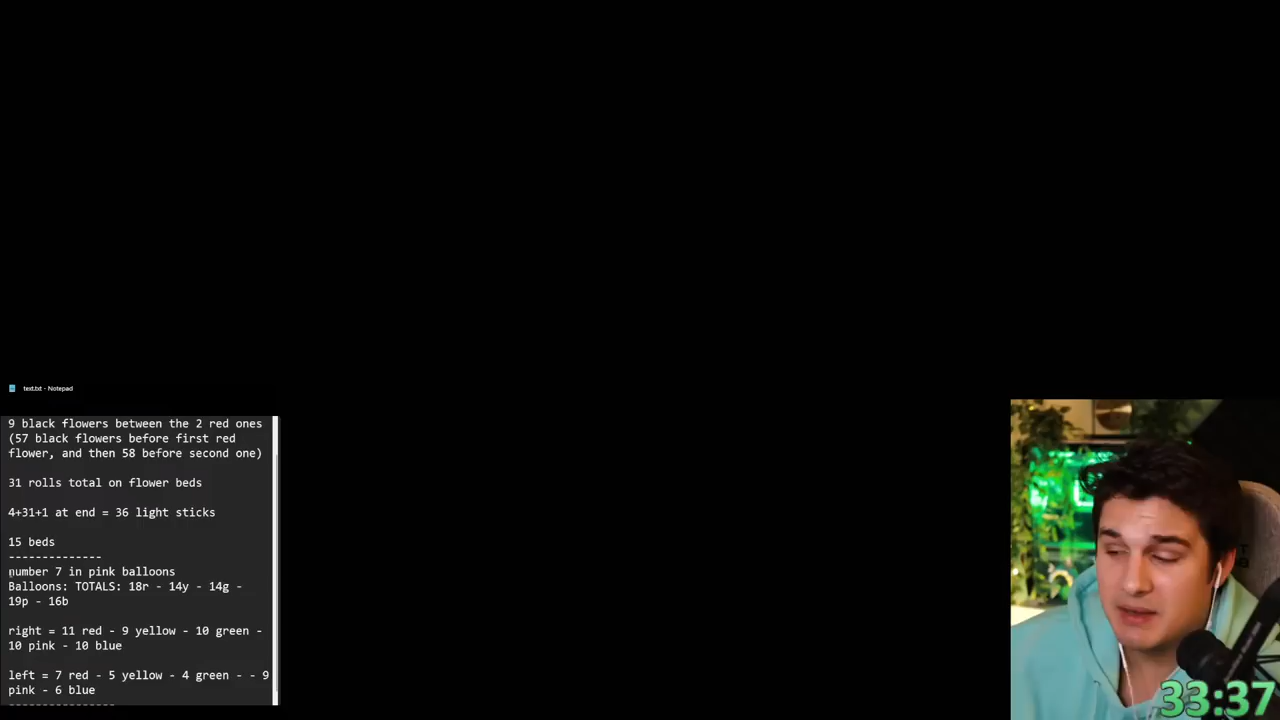 text.txt - Notepad
9 black flowers between the 2 red ones
(57 black flowers before first red
flower, and then 58 before second one)
31 rolls total on flower beds
4+31+1 at end = 36 light sticks
15 beds
--------------
number 7 in pink balloons
Balloons: TOTALS: 18r - 14y - 14g -
19p - 16b
right = 11 red - 9 yellow - 10 green -
10 pink - 10 blue
left = 7 red - 5 yellow - 4 green - - 9
pink - 6 blue
----------------
33:37